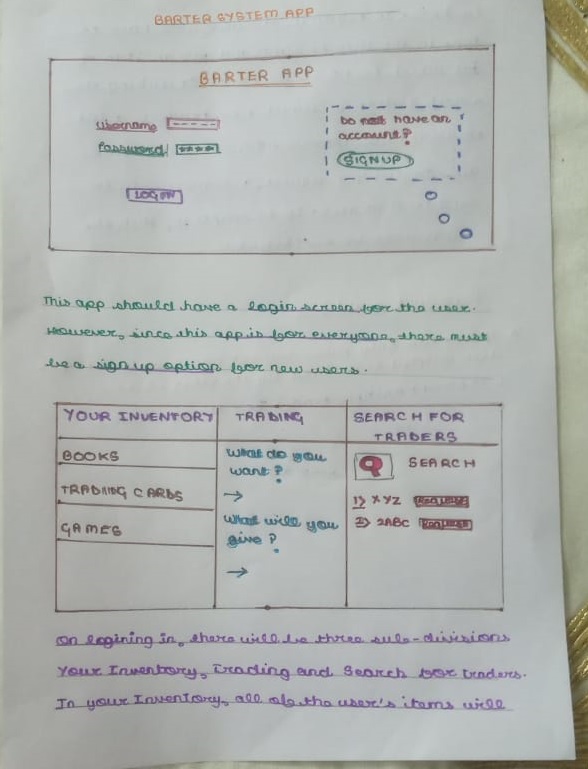 BARTER SYSTEM APP
BARTER APP
Username -----
Password: ****
LOGIN
Do not have an
account?
SIGNUP
This app should have a login screen for the user.
However, since this app is for everyone, there must
be a sign up option for new users.
YOUR INVENTORY
BOOKS
TRADING CARDS
GAMES
TRADING
What do you
want?
→
What will you
give?
→
SEARCH FOR
TRADERS
SEARCH
1) XYZ REQUEST
2) 2ABC REQUEST
On logining in, there will be three sub-divisions
Your Inventory, Trading and Search for traders.
In your Inventory, all of the user's items will